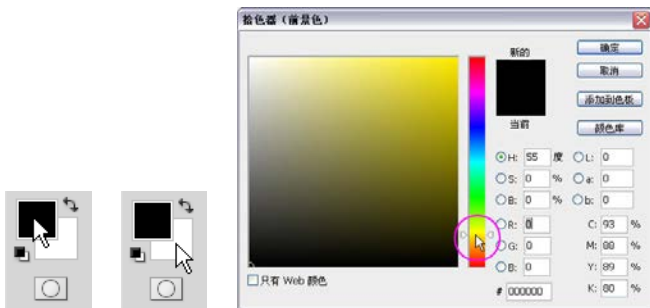 拾色器（前景色）
新的
当前
确定
取消
添加到色板
颜色库
H: 55 度
L: 0
S: 0 %
a: 0
B: 0 %
b: 0
R: 0
C: 93 %
G: 0
M: 88 %
B: 0
Y: 89 %
# 000000
K: 80 %
只有 Web 颜色